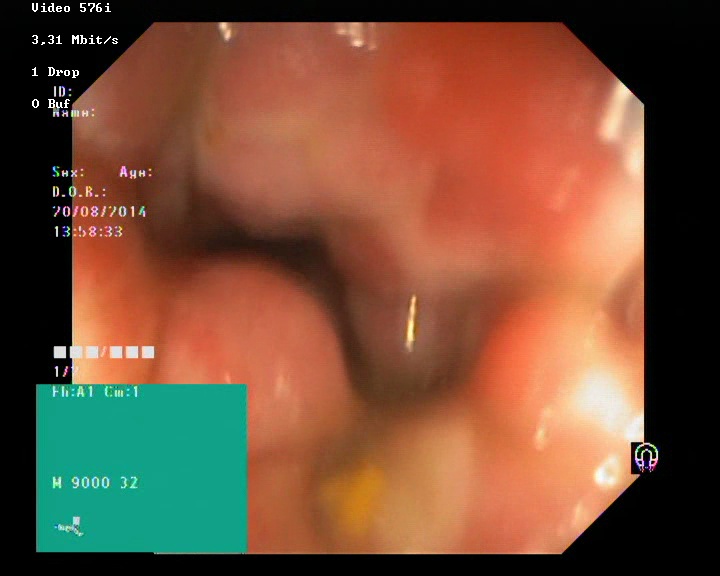 Video 576i
3,31 Mbit/s
1 Drop
ID:
0 Buf
Name:
Sex: Age:
D.O.B.:
20/08/2014
13:58:33
1/
Eh:A1 Cm:1
M 9000 32